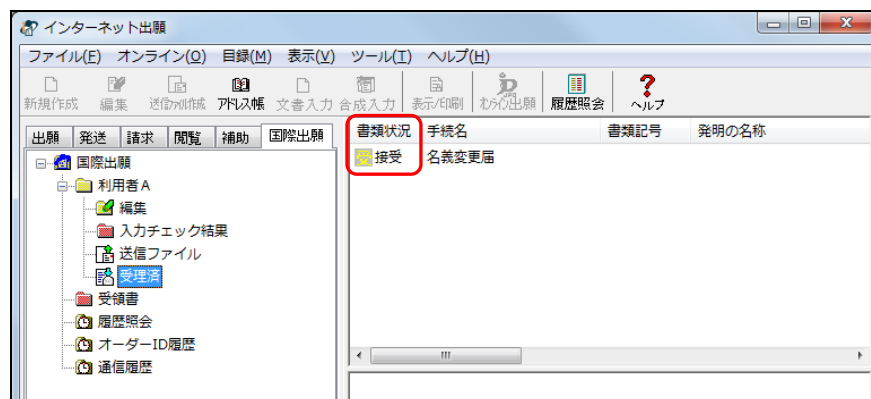 インターネット出願
ファイル(F) オンライン(O) 目録(M) 表示(V) ツール(T) ヘルプ(H)
新規作成 編集 送信ファイル作成 アドレス帳 文書入力 合成入力 表示/印刷 わらじ出願 履歴照会 ヘルプ
出願 発送 請求 閲覧 補助 国際出願
書類状況 手続名 書類記号 発明の名称
受 接受 名義変更届
国際出願
利用者A
編集
入力チェック結果
送信ファイル
受理済
受領書
履歴照会
オーダーID履歴
通信履歴